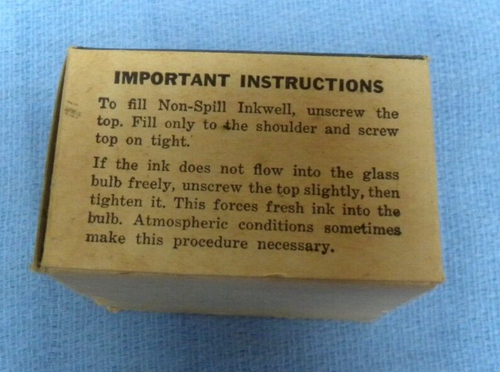 IMPORTANT INSTRUCTIONS
To fill Non-Spill Inkwell, unscrew the
top. Fill only to the shoulder and screw
top on tight.
If the ink does not flow into the glass
bulb freely, unscrew the top slightly, then
tighten it. This forces fresh ink into the
bulb. Atmospheric conditions sometimes
make this procedure necessary.